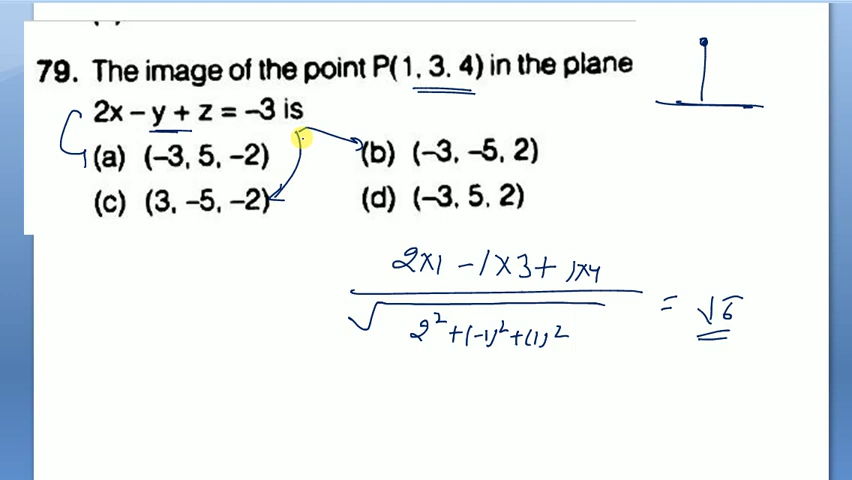 79. The image of the point P(1, 3, 4) in the plane
2x – y + z = –3 is
(a) (–3, 5, –2)
(b) (–3, –5, 2)
(c) (3, –5, –2)
(d) (–3, 5, 2)
2×1 – 1×3 + 1×4
√2² + (-1)² + (1)²
= √6